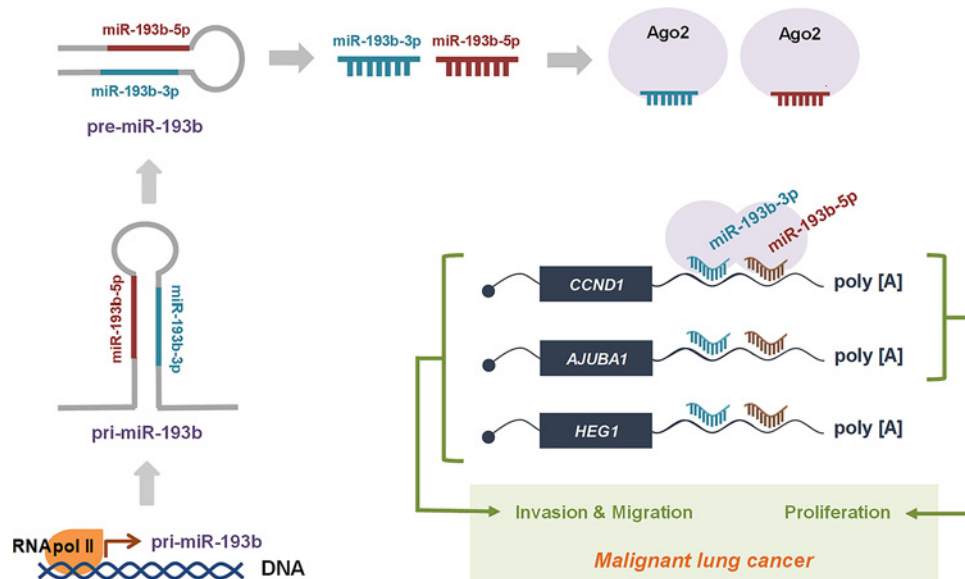 miR-193b-5p
miR-193b-3p
pre-miR-193b
miR-193b-3p
miR-193b-5p
Ago2
Ago2
miR-193b-5p
miR-193b-3p
pri-miR-193b
RNApol II
pri-miR-193b
DNA
miR-193b-3p
miR-193b-5p
CCND1
poly [A]
AJUBA1
poly [A]
HEG1
poly [A]
Invasion & Migration
Proliferation
Malignant lung cancer